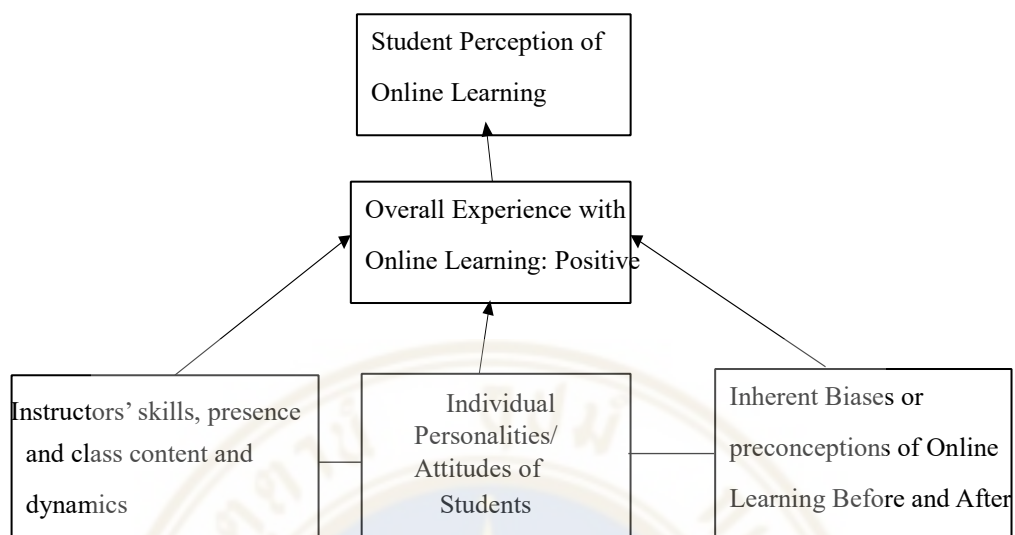 Student Perception of
Online Learning
Overall Experience with
Online Learning: Positive
Instructors’ skills, presence
and class content and
dynamics
Individual
Personalities/
Attitudes of
Students
Inherent Biases or
preconceptions of Online
Learning Before and After